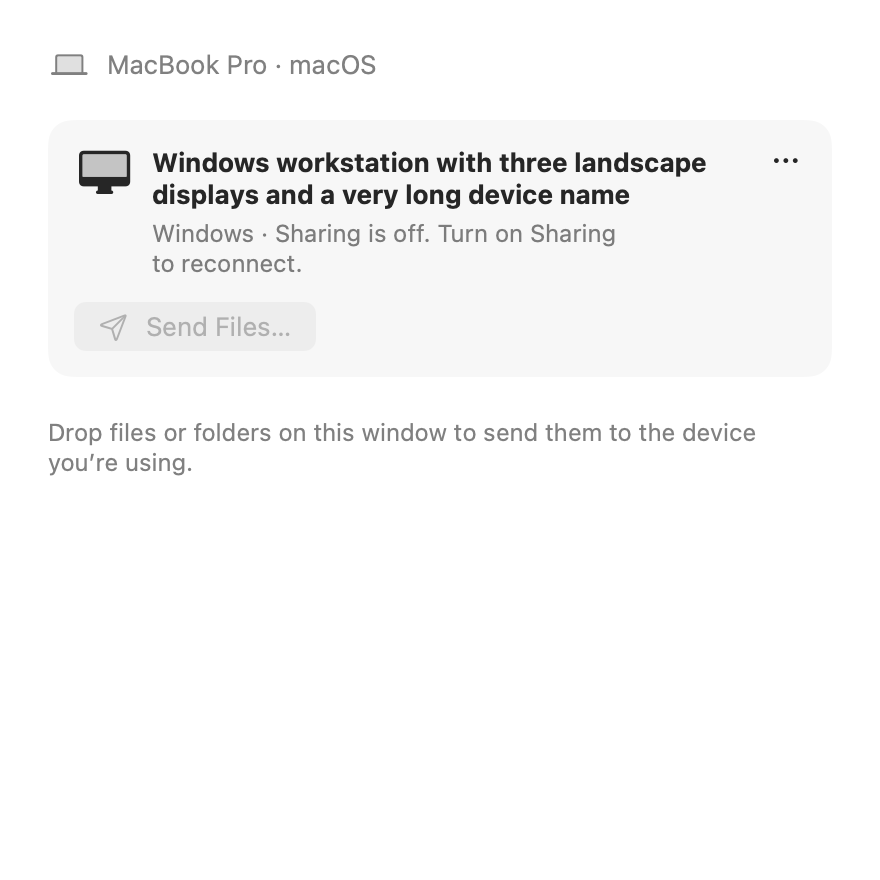 MacBook Pro · macOS
Windows workstation with three landscape
displays and a very long device name
Windows · Sharing is off. Turn on Sharing
to reconnect.
Send Files...
Drop files or folders on this window to send them to the device
you’re using.